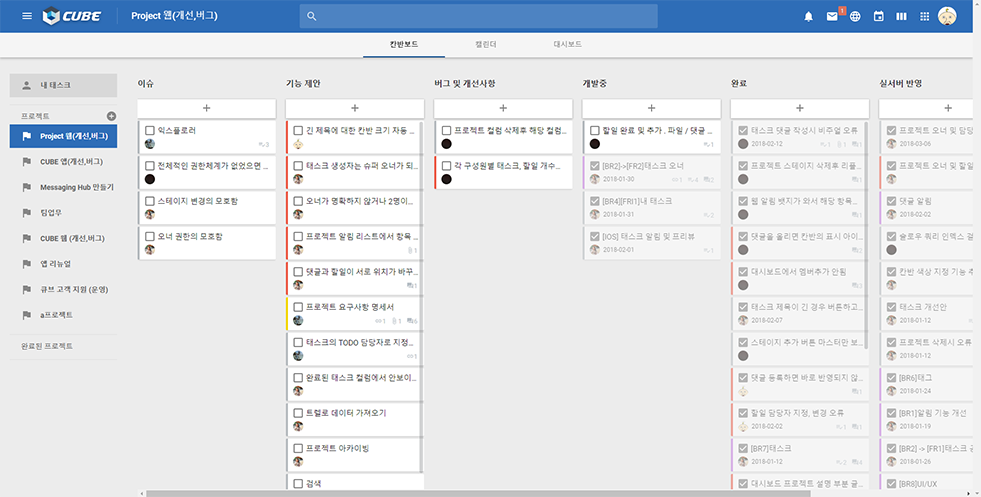 CUBE
Project 웹(개선,버그)
1
칸반보드
캘린더
대시보드
내 태스크
프로젝트
Project 웹(개선,버그)
CUBE 앱(개선,버그)
Messaging Hub 만들기
팀업무
CUBE 웹 (개선,버그)
앱 리뉴얼
큐브 고객 지원 (운영)
a프로젝트
완료된 프로젝트
이슈
익스플로러
3
전체적인 권한체계가 없었으면 ...
스테이지 변경의 모호함
오너 권한의 모호함
기능 제안
긴 제목에 대한 칸반 크기 자동 ...
태스크 생성자는 슈퍼 오너가 되...
오너가 명확하지 않거나 2명이...
프로젝트 알림 리스트에서 항목 ...
1
댓글과 할일이 서로 위치가 바꾸...
1
프로젝트 요구사항 명세서
1 1 6
태스크의 TODO 담당자로 지정...
1
완료된 태스크 컬럼에서 안보이...
트렐로 데이터 가져오기
프로젝트 아카이빙
검색
버그 및 개선사항
프로젝트 컬럼 삭제후 해당 컬럼...
각 구성원별 태스크, 할일 개수...
개발중
할일 완료 및 추가 . 파일 / 댓글 ...
1
[BR2]->[FR2]태스크 오너
2018-01-30
[BR4][FRI1]내 태스크
2018-01-31
2
[IOS] 태스크 알림 및 프리뷰
2018-02-01
1
완료
태스크 댓글 작성시 비주얼 오류
2018-02-12
프로젝트 스테이지 삭제후 리플...
웹 알림 뱃지가 와서 해당 항목...
댓글을 올리면 칸반의 표시 아이...
대시보드에서 멤버추가 안됨
태스크 제목이 긴 경우 버튼하고...
2018-02-07
스테이지 추가 버튼 마스터만 보...
댓글 등록하면 바로 반영되지 않...
할일 담당자 지정, 변경 오류
2018-02-02
[BR7]태스크
2018-01-12
대시보드 프로젝트 설명 부분 글...
실서버 반영
프로젝트 오너 및 담당
2018-03-06
프로젝트 오너 및 할일
댓글 알림
2018-02-02
슬로우 쿼리 인덱스 걸
칸반 색상 지정 기능 추
태스크 개선안
2018-01-12
프로젝트 삭제시 오류
2018-01-12
[BR6]태그
2018-01-24
[BR1]알림 기능 개선
2018-01-19
[BR2] -> [FR1]태스크
2018-01-26
[BR8]UI/UX